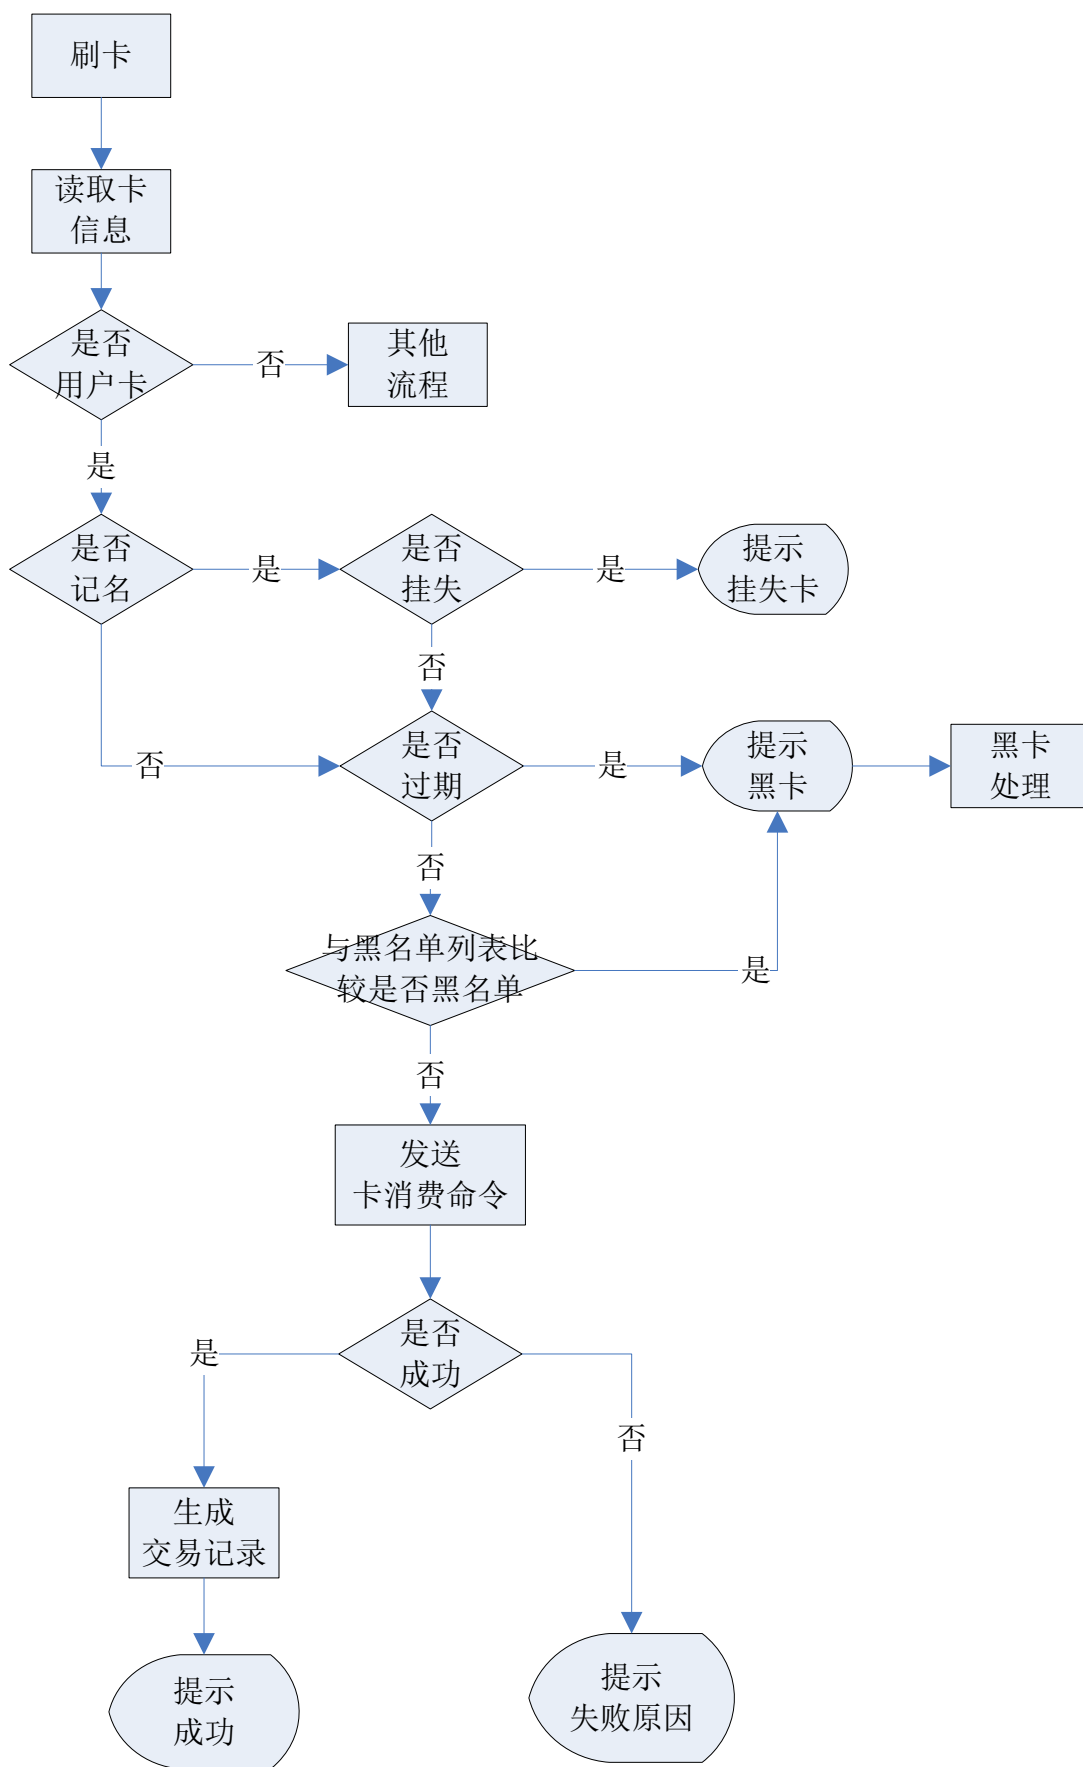 刷卡
读取卡
信息
是否
用户卡
否
其他
流程
是
是否
记名
是
是否
挂失
是
提示
挂失卡
否
否
是否
过期
是
提示
黑卡
黑卡
处理
否
与黑名单列表比
较是否黑名单
是
否
发送
卡消费命令
是否
成功
是
否
生成
交易记录
提示
成功
提示
失败原因